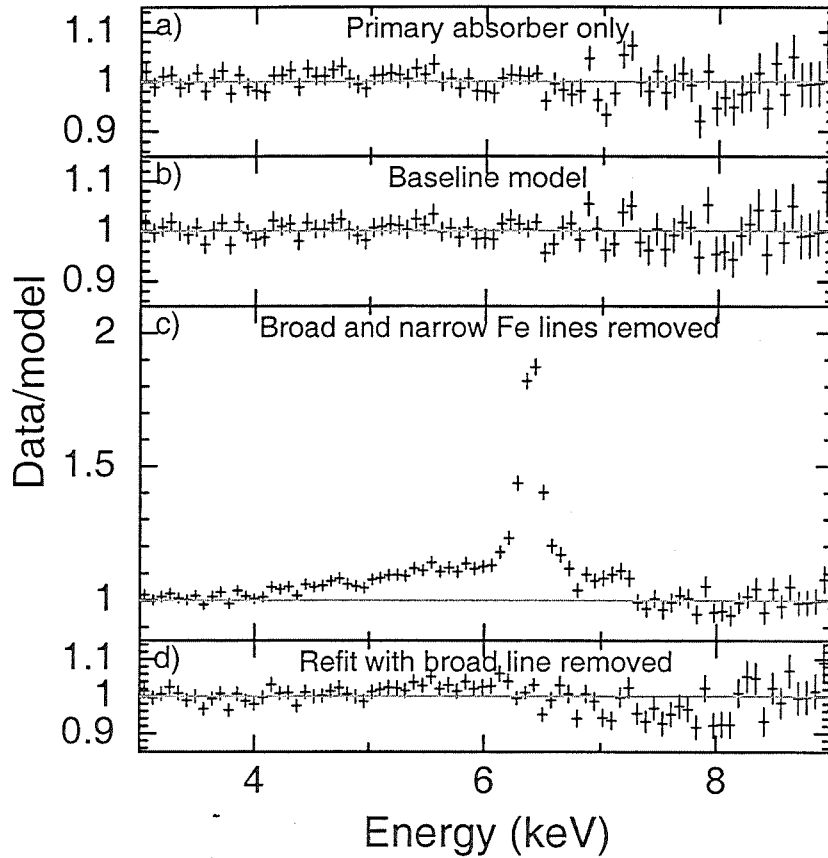 a) Primary absorber only
1.1
1
0.9
b) Baseline model
1.1
1
0.9
c) Broad and narrow Fe lines removed
2
1.5
1
d) Refit with broad line removed
1.1
1
0.9
Data/model
4 6 8
Energy (keV)